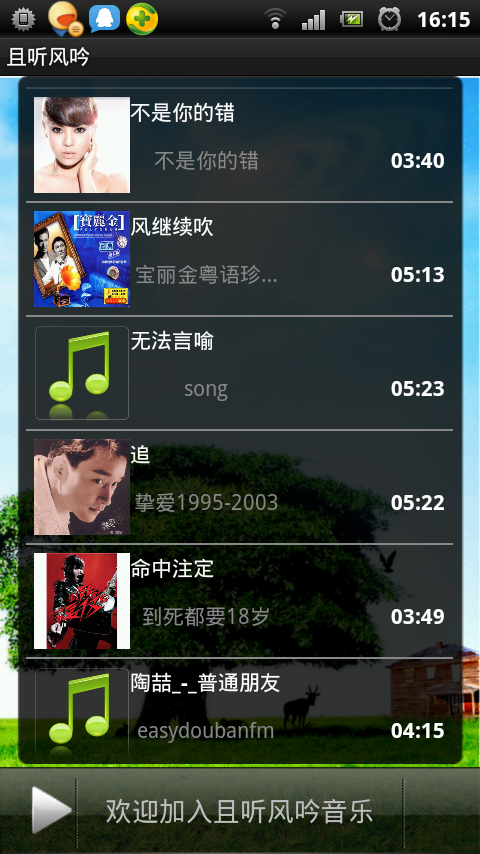 16:15
且听风吟
不是你的错
不是你的错
03:40
风继续吹
[寶麗金]
宝丽金粤语珍...
05:13
无法言喻
song
05:23
追
挚爱1995-2003
05:22
命中注定
到死都要18岁
03:49
陶喆_-_普通朋友
easydoubanfm
04:15
欢迎加入且听风吟音乐